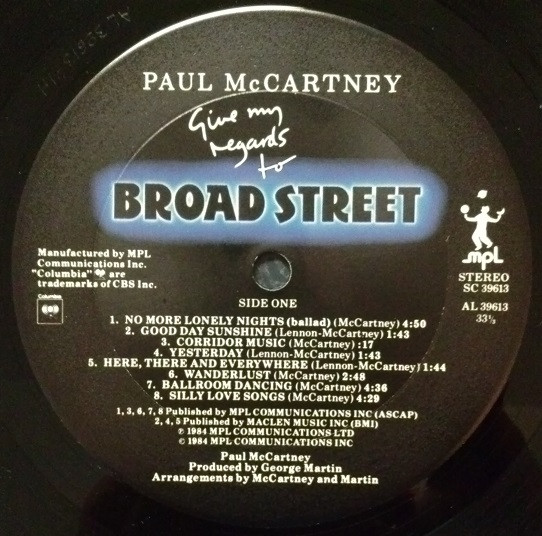 PAUL McCARTNEY
Give my
regards
to
BROAD STREET
Manufactured by MPL
Communications Inc.
"Columbia" are
trademarks of CBS Inc.
Columbia
mpl
STEREO
SC 39613
AL 39613
33⅓
SIDE ONE
1. NO MORE LONELY NIGHTS (ballad) (McCartney) 4:50
2. GOOD DAY SUNSHINE (Lennon-McCartney) 1:43
3. CORRIDOR MUSIC (McCartney) :17
4. YESTERDAY (Lennon-McCartney) 1:43
5. HERE, THERE AND EVERYWHERE (Lennon-McCartney) 1:44
6. WANDERLUST (McCartney) 2:48
7. BALLROOM DANCING (McCartney) 4:36
8. SILLY LOVE SONGS (McCartney) 4:29
1, 3, 6, 7, 8 Published by MPL COMMUNICATIONS INC (ASCAP)
2, 4, 5 Published by MACLEN MUSIC INC (BMI)
℗ 1984 MPL COMMUNICATIONS LTD
© 1984 MPL COMMUNICATIONS INC
Paul McCartney
Produced by George Martin
Arrangements by McCartney and Martin